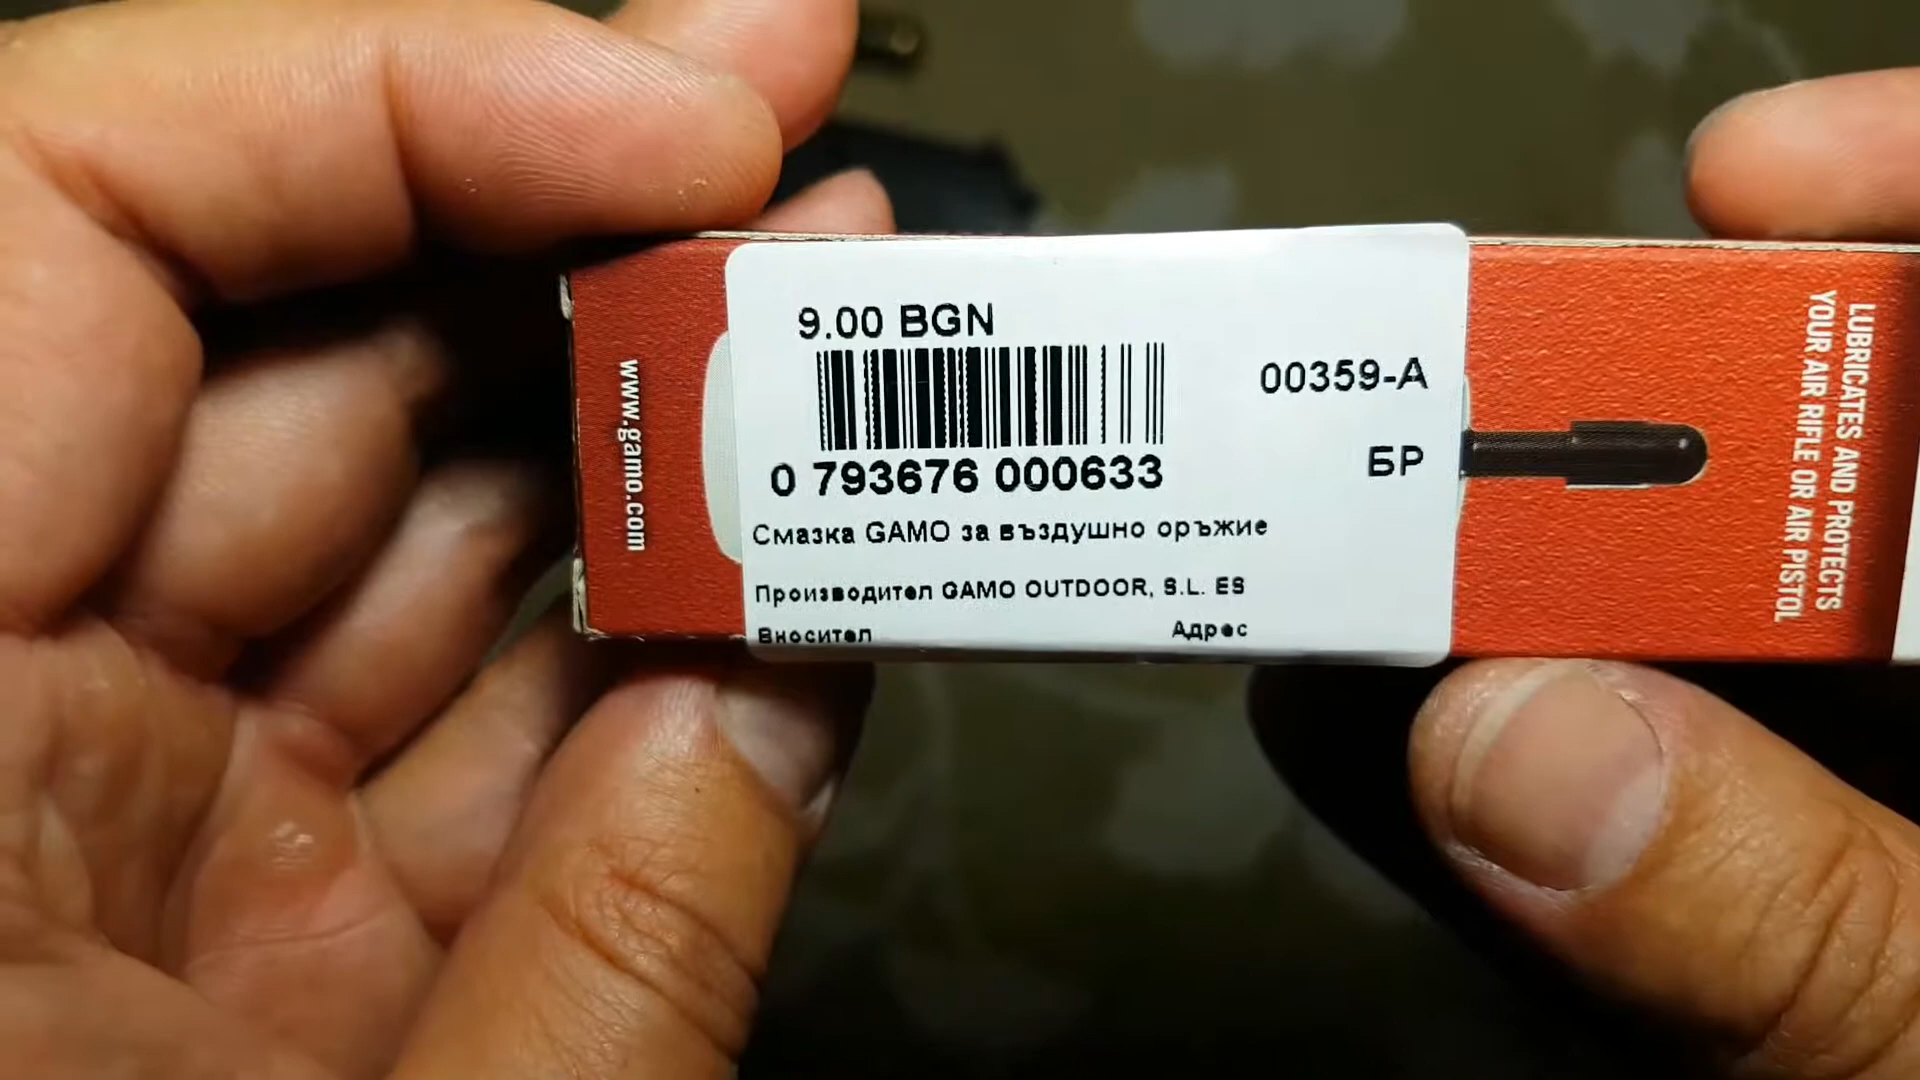 www.gamo.com
9.00 BGN
00359-A
0 793676 000633
БР
Смазка GAMO за въздушно оръжие
Производител GAMO OUTDOOR, S.L. ES
Вносител Адрес
LUBRICATES AND PROTECTS
YOUR AIR RIFLE OR AIR PISTOL